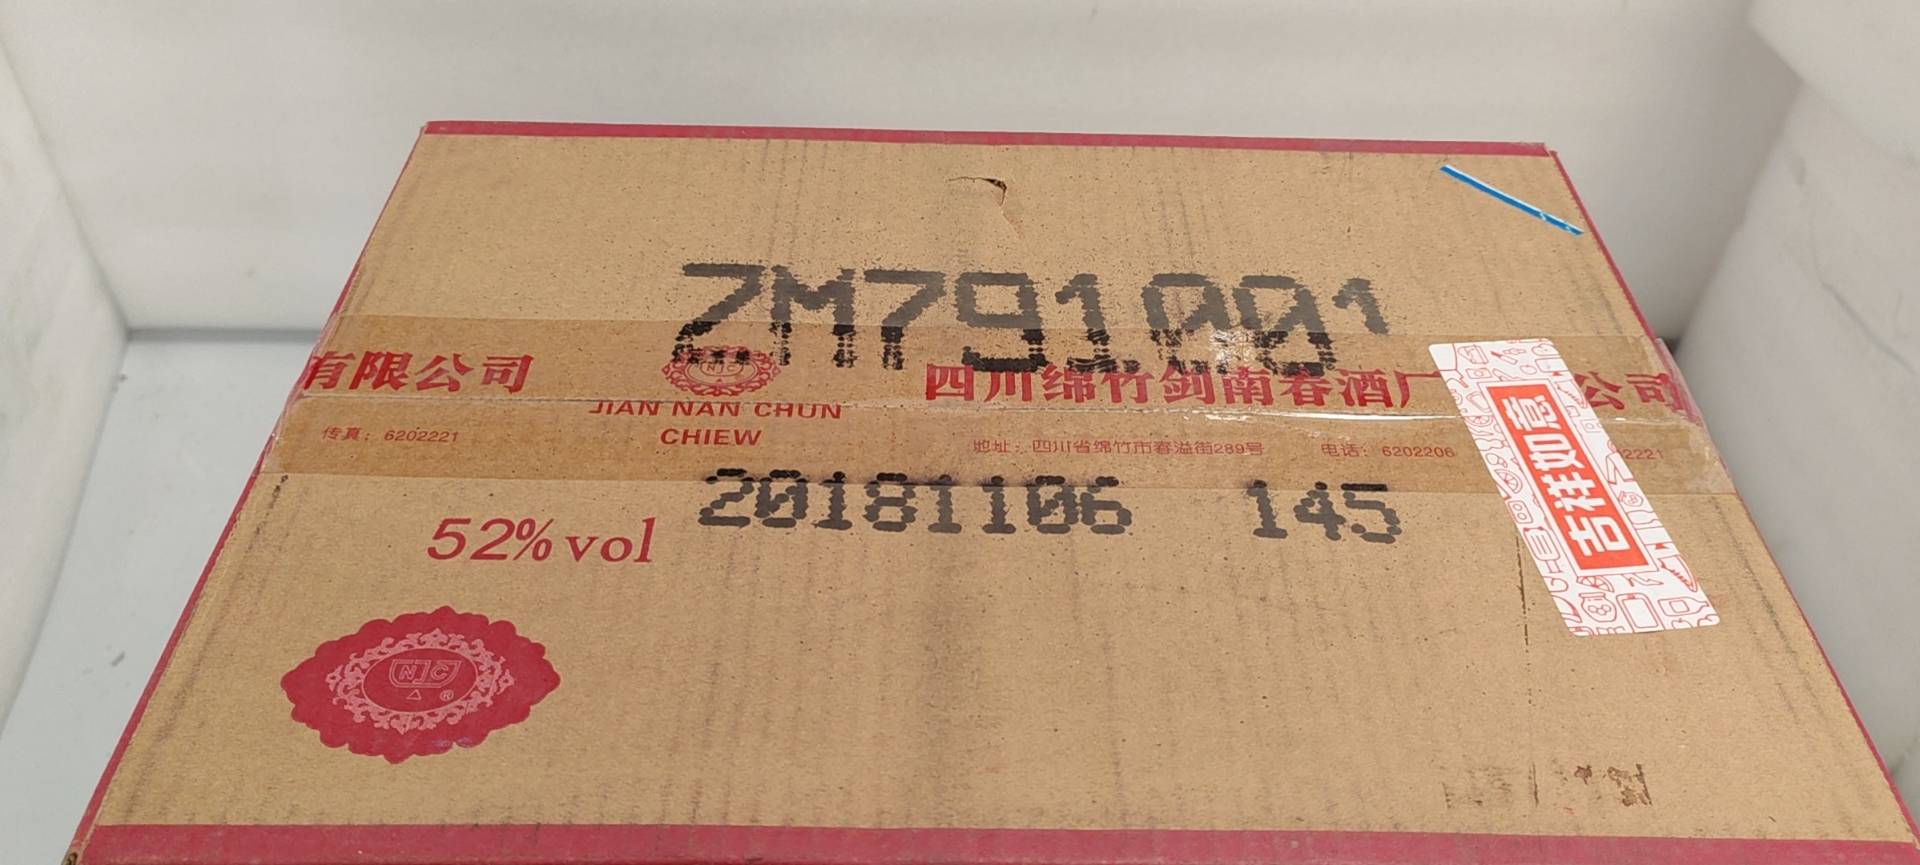 ZM791001
有限公司
NJC
JIAN NAN CHUN
CHIEW
传真：6202221
四川绵竹剑南春酒厂
公司
地址：四川省绵竹市春溢街289号
电话：6202206
2221
吉祥如意
20181106 145
52%vol
NJC
®